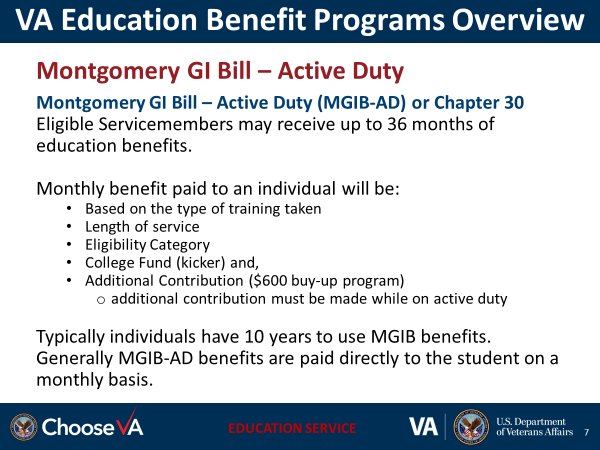 VA Education Benefit Programs Overview
Montgomery GI Bill – Active Duty
Montgomery GI Bill – Active Duty (MGIB-AD) or Chapter 30
Eligible Servicemembers may receive up to 36 months of
education benefits.
Monthly benefit paid to an individual will be:
• Based on the type of training taken
• Length of service
• Eligibility Category
• College Fund (kicker) and,
• Additional Contribution ($600 buy-up program)
o additional contribution must be made while on active duty
Typically individuals have 10 years to use MGIB benefits.
Generally MGIB-AD benefits are paid directly to the student on a
monthly basis.
Choose VA
EDUCATION SERVICE
VA
U.S. Department
of Veterans Affairs
7